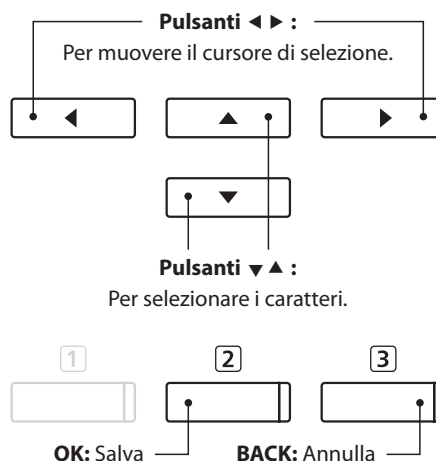 Pulsanti ◀ ▶ :
Per muovere il cursore di selezione.
Pulsanti ▼ ▲ :
Per selezionare i caratteri.
1 2 3
OK: Salva BACK: Annulla